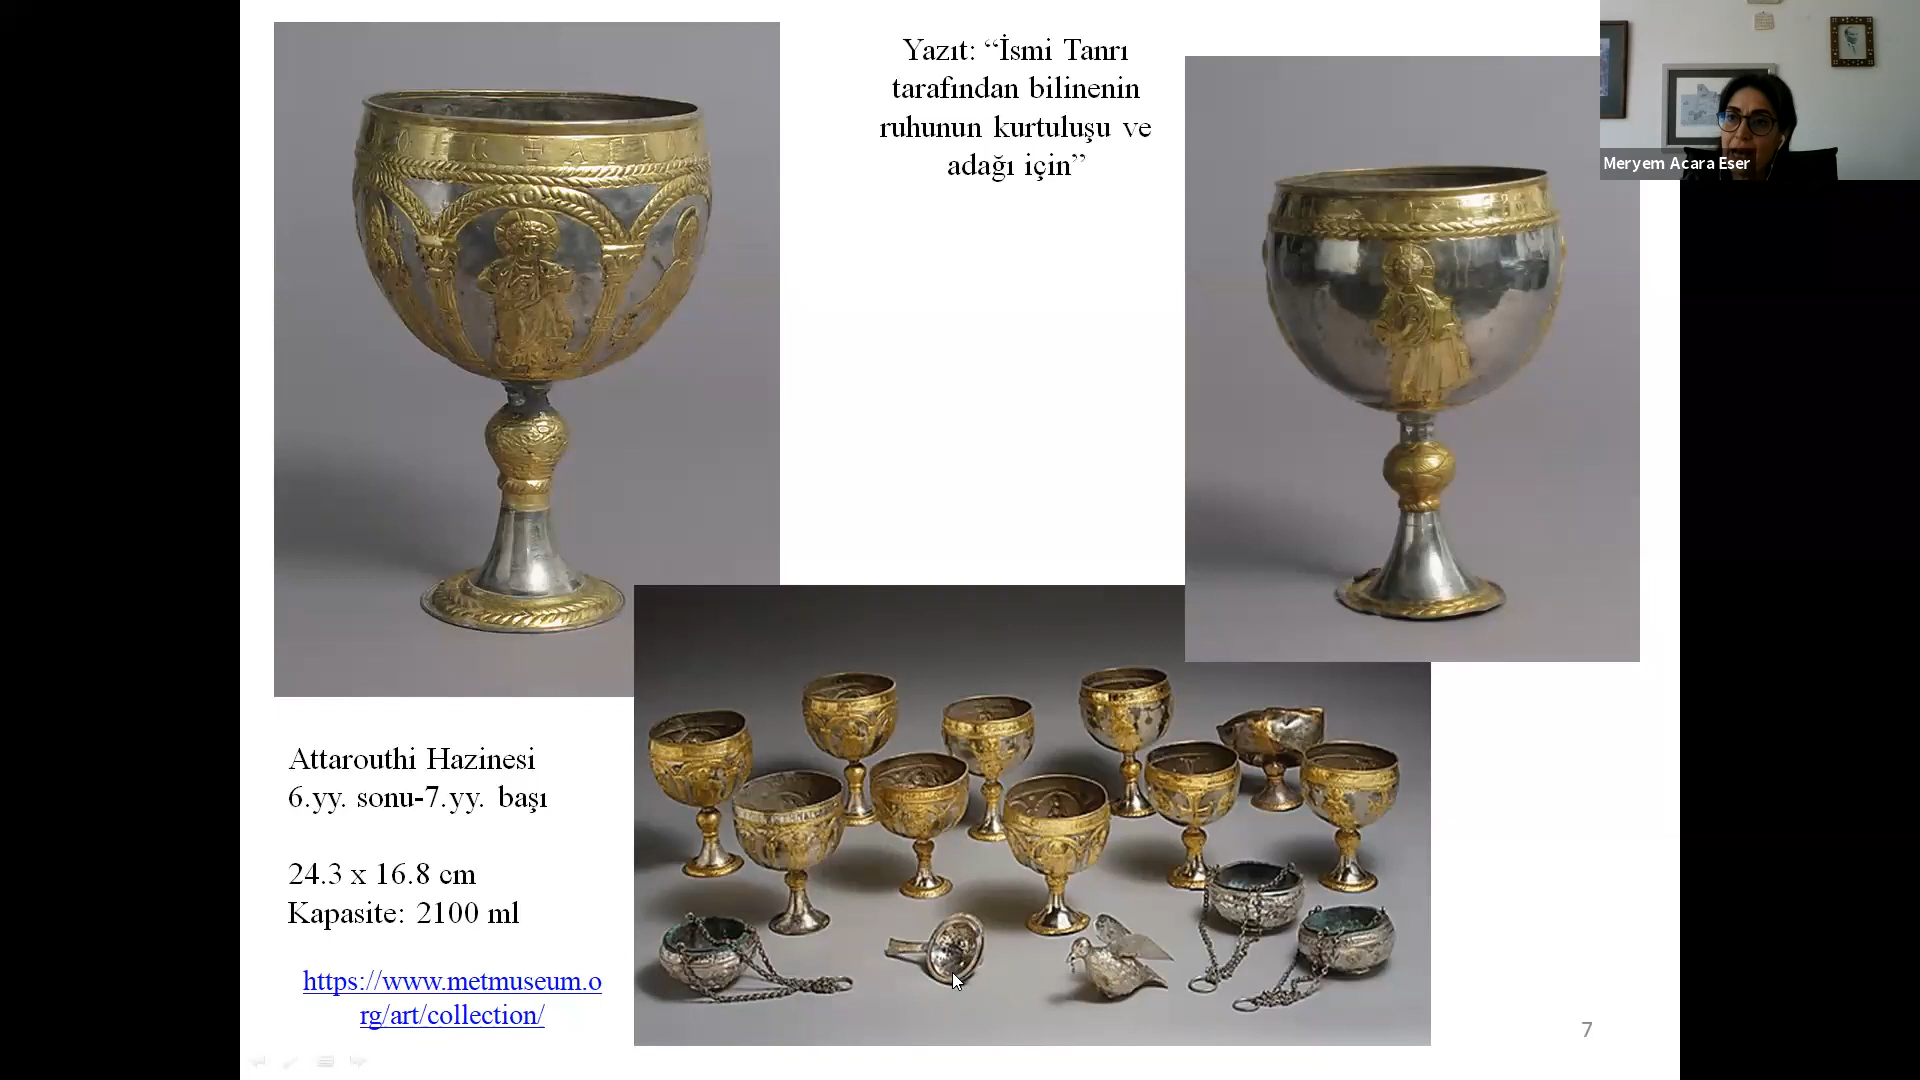 Yazıt: “İsmi Tanrı
tarafından bilinenin
ruhunun kurtuluşu ve
adağı için”
Meryem Acara Eser
Attarouthi Hazinesi
6.yy. sonu-7.yy. başı
24.3 x 16.8 cm
Kapasite: 2100 ml
https://www.metmuseum.o
rg/art/collection/
7